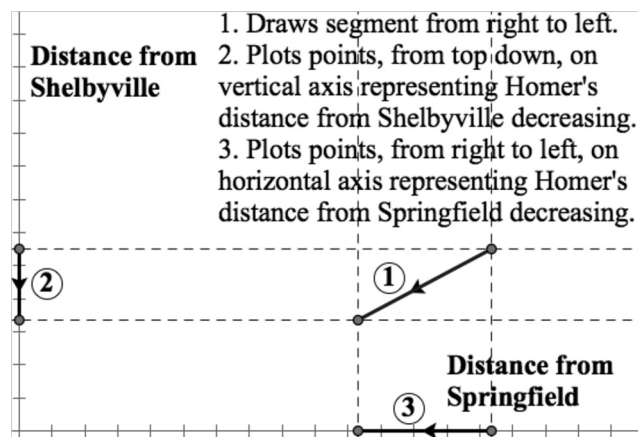 1. Draws segment from right to left.
Distance from
Shelbyville
2. Plots points, from top down, on
vertical axis representing Homer's
distance from Shelbyville decreasing.
3. Plots points, from right to left, on
horizontal axis representing Homer's
distance from Springfield decreasing.
2
1
Distance from
Springfield
3